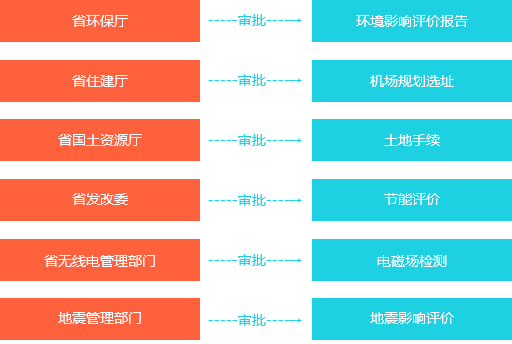 省环保厅 -----审批----→ 环境影响评价报告
省住建厅 -----审批----→ 机场规划选址
省国土资源厅 -----审批----→ 土地手续
省发改委 -----审批----→ 节能评价
省无线电管理部门 -----审批----→ 电磁场检测
地震管理部门 -----审批----→ 地震影响评价